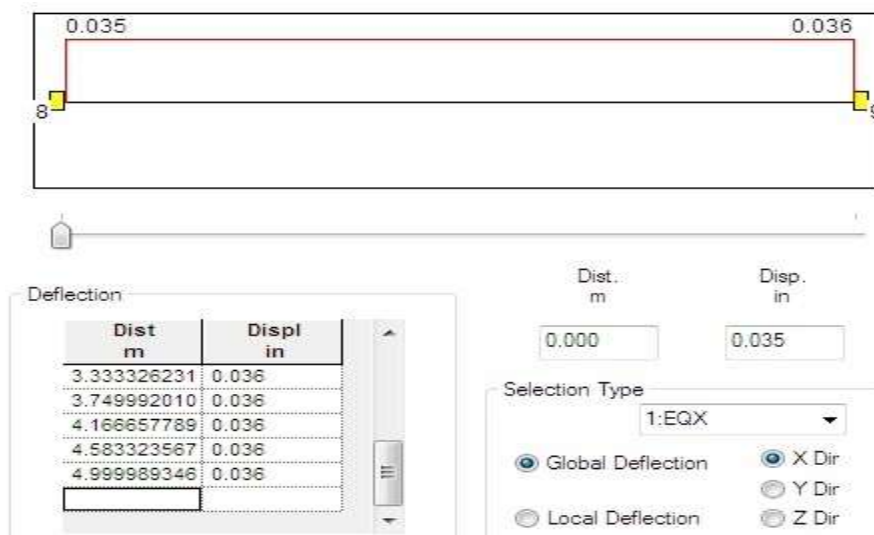 0.035 0.036
8 9
Dist. Disp.
m in
Deflection
Dist Displ
m in
0.000 0.035
3.333326231 0.036
3.749992010 0.036
4.166657789 0.036
4.583323567 0.036
4.999989346 0.036
Selection Type
1:EQX
Global Deflection X Dir
Y Dir
Local Deflection Z Dir